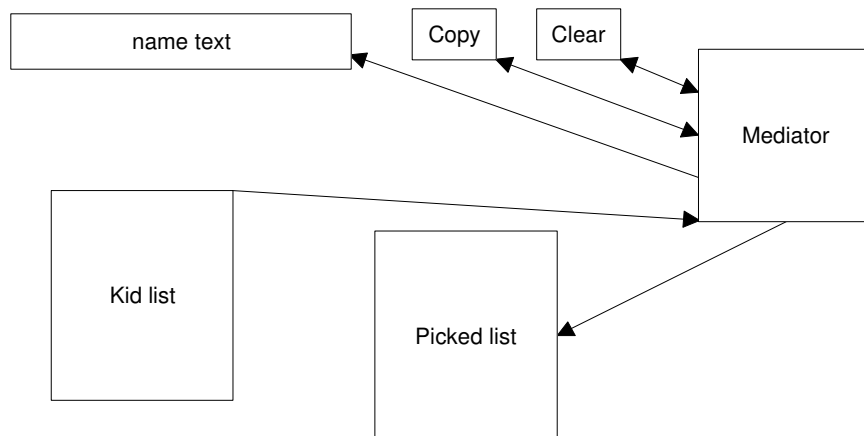 name text
Copy
Clear
Mediator
Kid list
Picked list